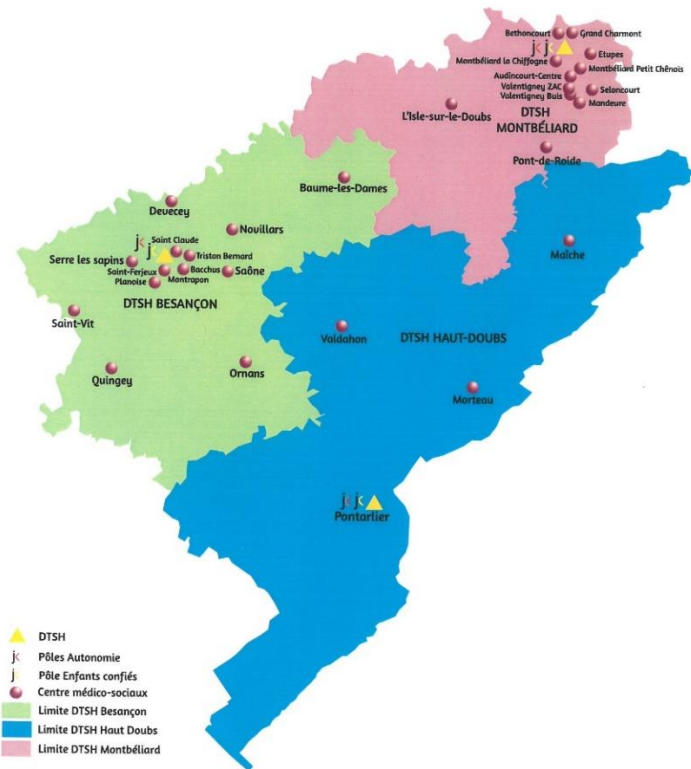 Bethoncourt
Grand Charmont
Etupes
Montbéliard la Chiffogne
Montbéliard Petit Chênois
Audincourt-Centre
Valentigney ZAC
Seloncourt
Valentigney Buis
Mandeure
L'Isle-sur-le-Doubs
DTSH
MONTBÉLIARD
Pont-de-Roide
Baume-les-Dames
Devecey
Novillars
Saint Claude
Maîche
Tristan Bernard
Serre les sapins
Saint-Ferjeux
Bacchus
Saône
Montrapon
Planoise
DTSH BESANÇON
Saint-Vit
Valdahon
DTSH HAUT-DOUBS
Quingey
Ornans
Morteau
Pontarlier
DTSH
Pôles Autonomie
Pôle Enfants confiés
Centre médico-sociaux
Limite DTSH Besançon
Limite DTSH Haut Doubs
Limite DTSH Montbéliard